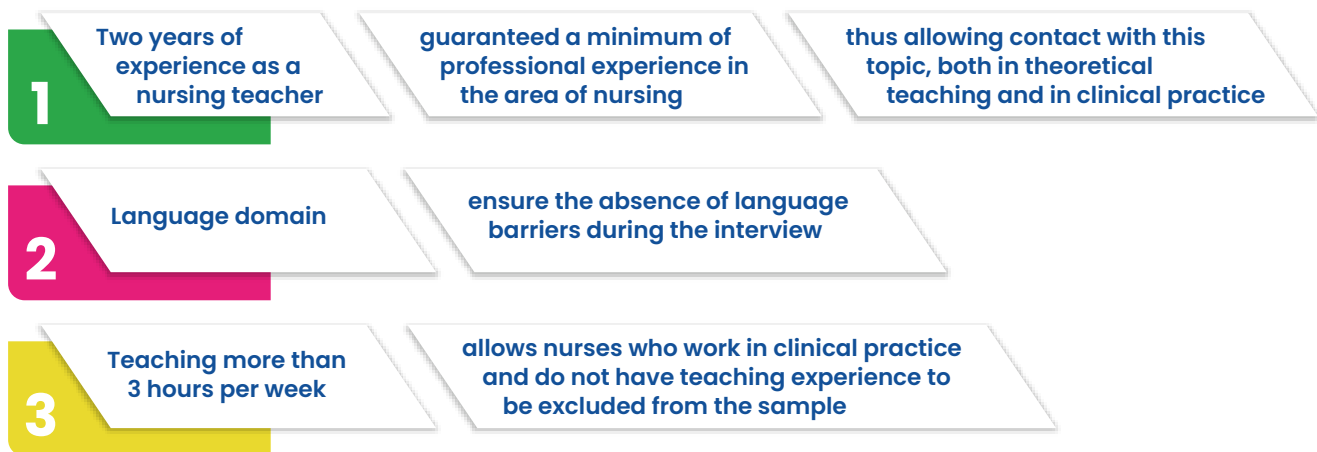 1
Two years of
experience as a
nursing teacher
guaranteed a minimum of
professional experience in
the area of nursing
thus allowing contact with this
topic, both in theoretical
teaching and in clinical practice
2
Language domain
ensure the absence of language
barriers during the interview
3
Teaching more than
3 hours per week
allows nurses who work in clinical practice
and do not have teaching experience to
be excluded from the sample